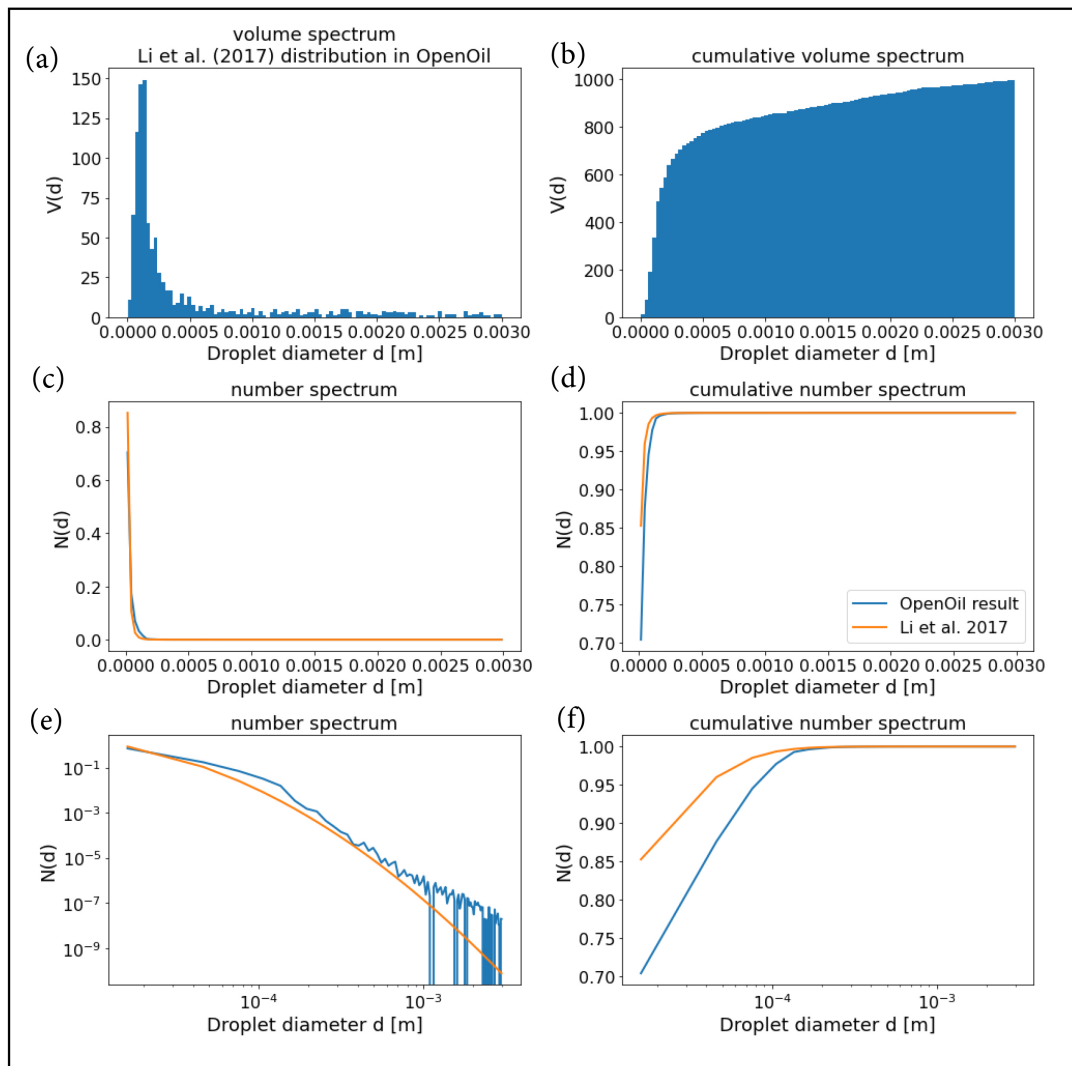 (a)
volume spectrum
Li et al. (2017) distribution in OpenOil
150
125
100
75
50
25
0
V(d)
0.0000 0.0005 0.0010 0.0015 0.0020 0.0025 0.0030
Droplet diameter d [m]
(b)
cumulative volume spectrum
1000
800
600
400
200
0
V(d)
0.0000 0.0005 0.0010 0.0015 0.0020 0.0025 0.0030
Droplet diameter d [m]
(c)
number spectrum
0.8
0.6
0.4
0.2
0.0
N(d)
0.0000 0.0005 0.0010 0.0015 0.0020 0.0025 0.0030
Droplet diameter d [m]
(d)
cumulative number spectrum
1.00
0.95
0.90
0.85
0.80
0.75
0.70
N(d)
OpenOil result
Li et al. 2017
0.0000 0.0005 0.0010 0.0015 0.0020 0.0025 0.0030
Droplet diameter d [m]
(e)
number spectrum
10⁻¹
10⁻³
10⁻⁵
10⁻⁷
10⁻⁹
N(d)
10⁻⁴ 10⁻³
Droplet diameter d [m]
(f)
cumulative number spectrum
1.00
0.95
0.90
0.85
0.80
0.75
0.70
N(d)
10⁻⁴ 10⁻³
Droplet diameter d [m]